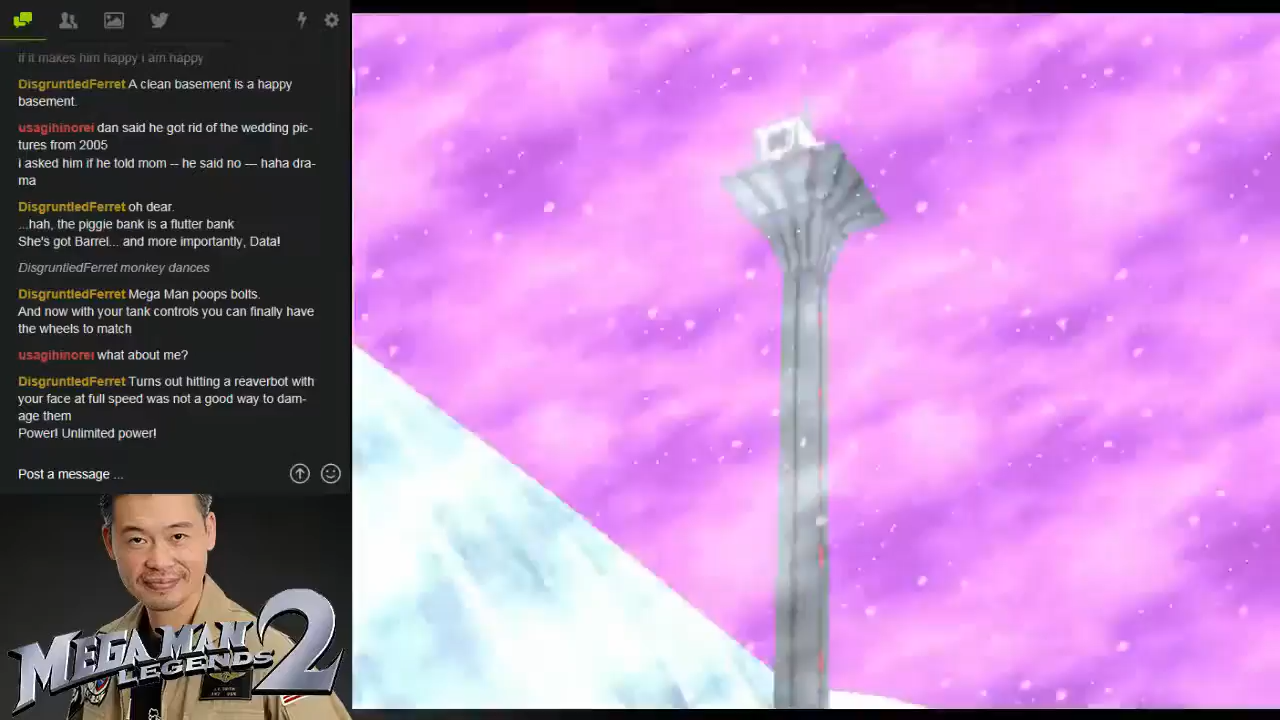 if it makes him happy i am happy
DisgruntledFerret A clean basement is a happy
basement.
usagihinorei dan said he got rid of the wedding pic-
tures from 2005
i asked him if he told mom -- he said no --- haha dra-
ma
DisgruntledFerret oh dear.
...hah, the piggie bank is a flutter bank
She's got Barrel... and more importantly, Data!
DisgruntledFerret monkey dances
DisgruntledFerret Mega Man poops bolts.
And now with your tank controls you can finally have
the wheels to match
usagihinorei what about me?
DisgruntledFerret Turns out hitting a reaverbot with
your face at full speed was not a good way to dam-
age them
Power! Unlimited power!
Post a message ...
MEGA MAN 2
LEGENDS